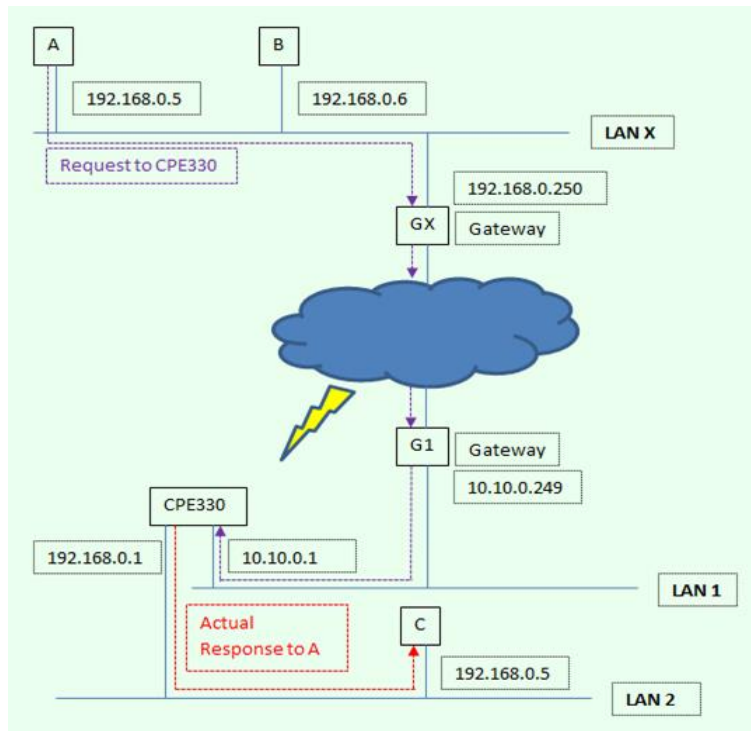 A
B
192.168.0.5
192.168.0.6
LAN X
Request to CPE330
192.168.0.250
GX
Gateway
G1
Gateway
10.10.0.249
CPE330
192.168.0.1
10.10.0.1
LAN 1
Actual
Response to A
C
192.168.0.5
LAN 2